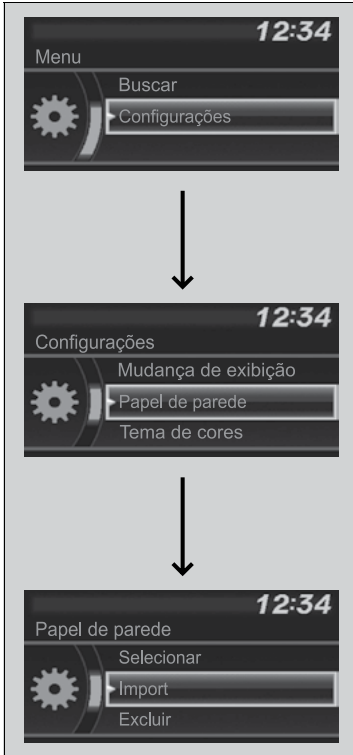 12:34
Menu
Buscar
Configurações
12:34
Configurações
Mudança de exibição
Papel de parede
Tema de cores
12:34
Papel de parede
Selecionar
Import
Excluir